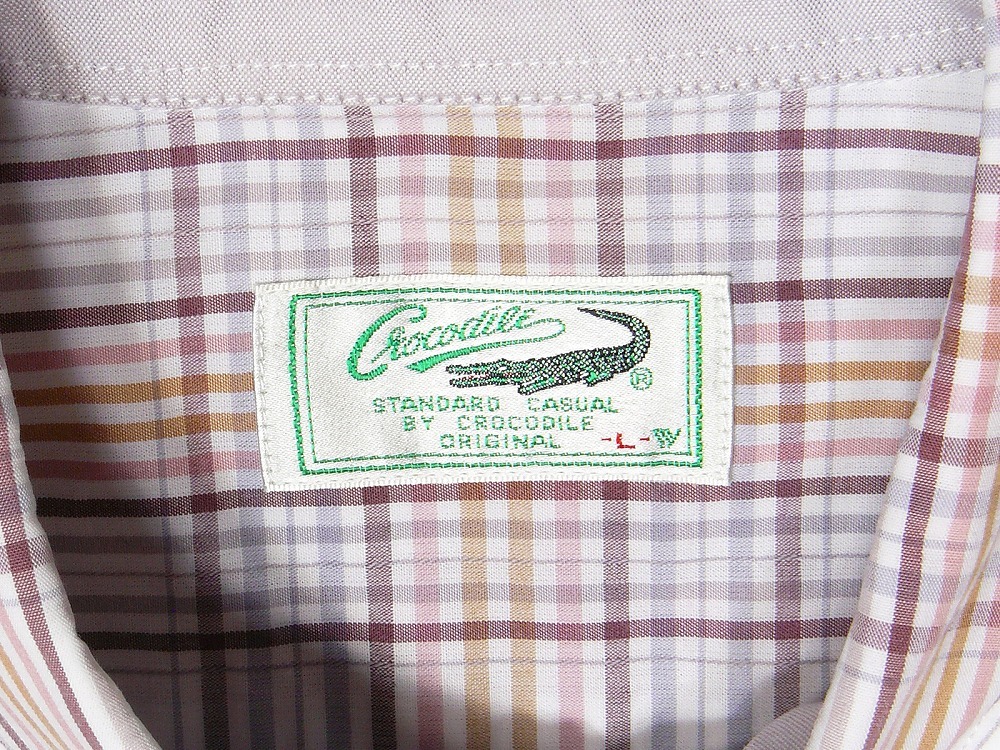 Crocodile ®
STANDARD CASUAL
BY CROCODILE
ORIGINAL -L-